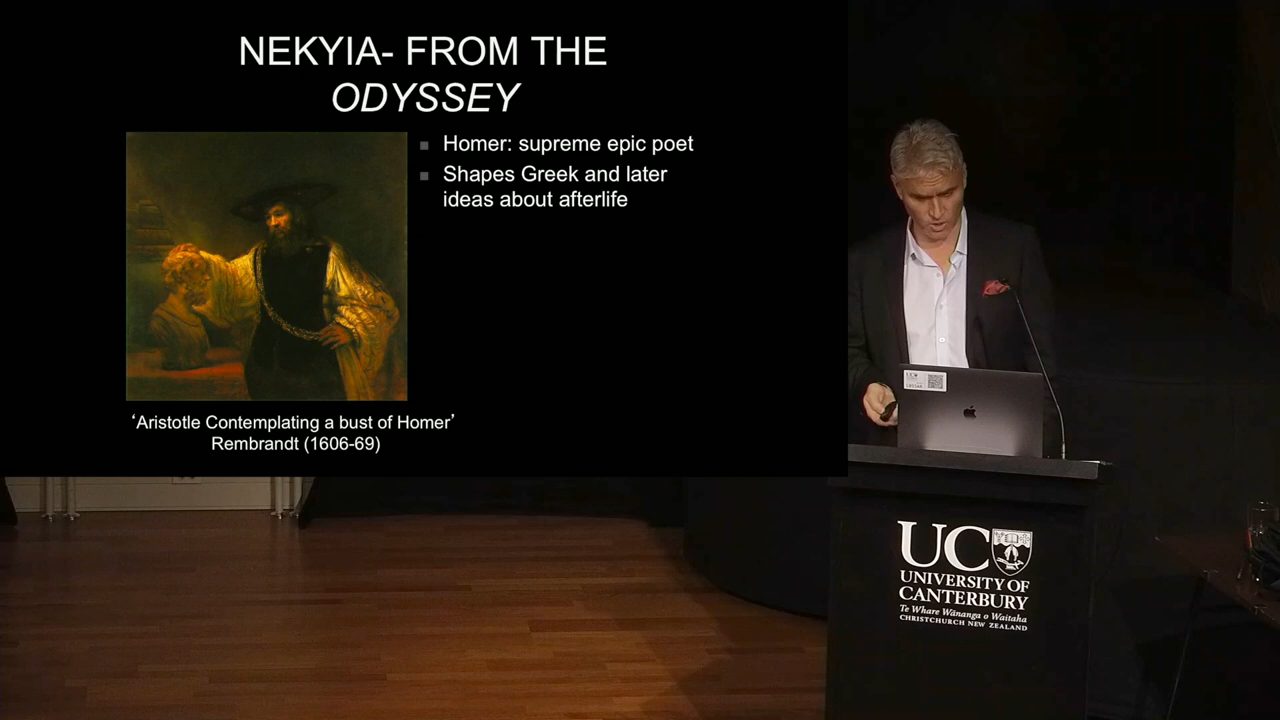 NEKYIA- FROM THE
ODYSSEY
Homer: supreme epic poet
Shapes Greek and later
ideas about afterlife
‘Aristotle Contemplating a bust of Homer’
Rembrandt (1606-69)
UC
UC
UNIVERSITY OF
CANTERBURY
Te Whare Wānanga o Waitaha
CHRISTCHURCH NEW ZEALAND